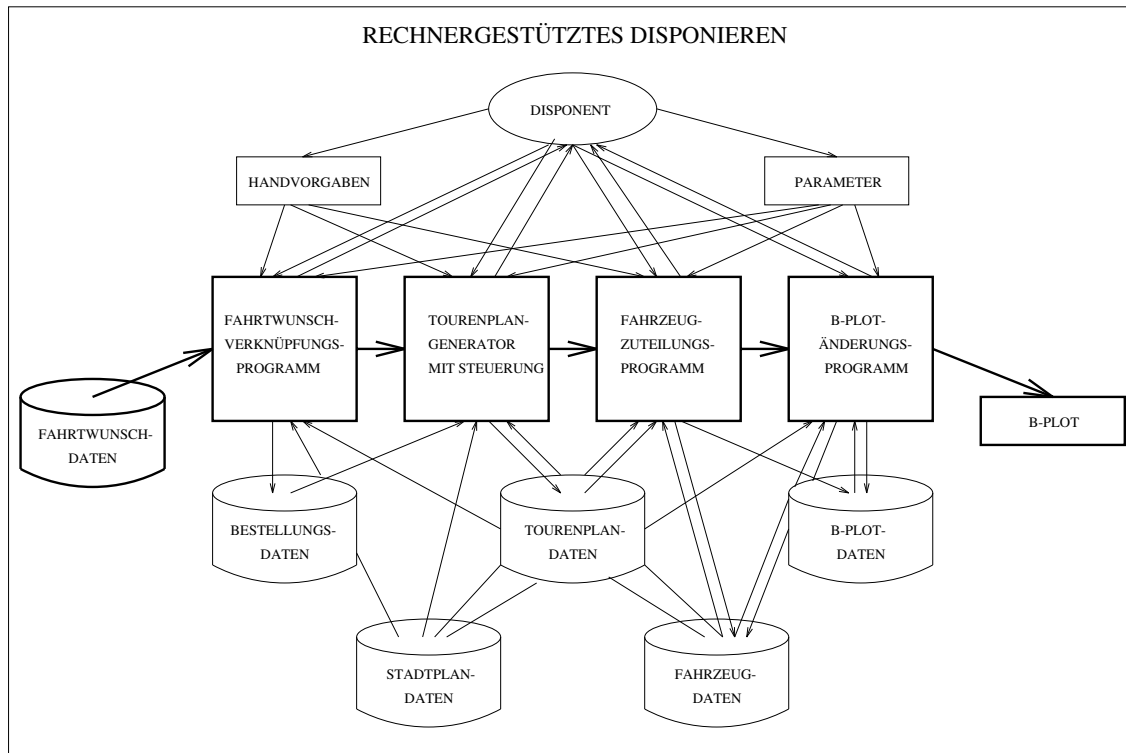 RECHNERGESTÜTZTES DISPONIEREN
DISPONENT
HANDVORGABEN
PARAMETER
FAHRTWUNSCH-
VERKNÜPFUNGS-
PROGRAMM
TOURENPLAN-
GENERATOR
MIT STEUERUNG
FAHRZEUG-
ZUTEILUNGS-
PROGRAMM
B-PLOT-
ÄNDERUNGS-
PROGRAMM
FAHRTWUNSCH-
DATEN
B-PLOT
BESTELLUNGS-
DATEN
TOURENPLAN-
DATEN
B-PLOT-
DATEN
STADTPLAN-
DATEN
FAHRZEUG-
DATEN